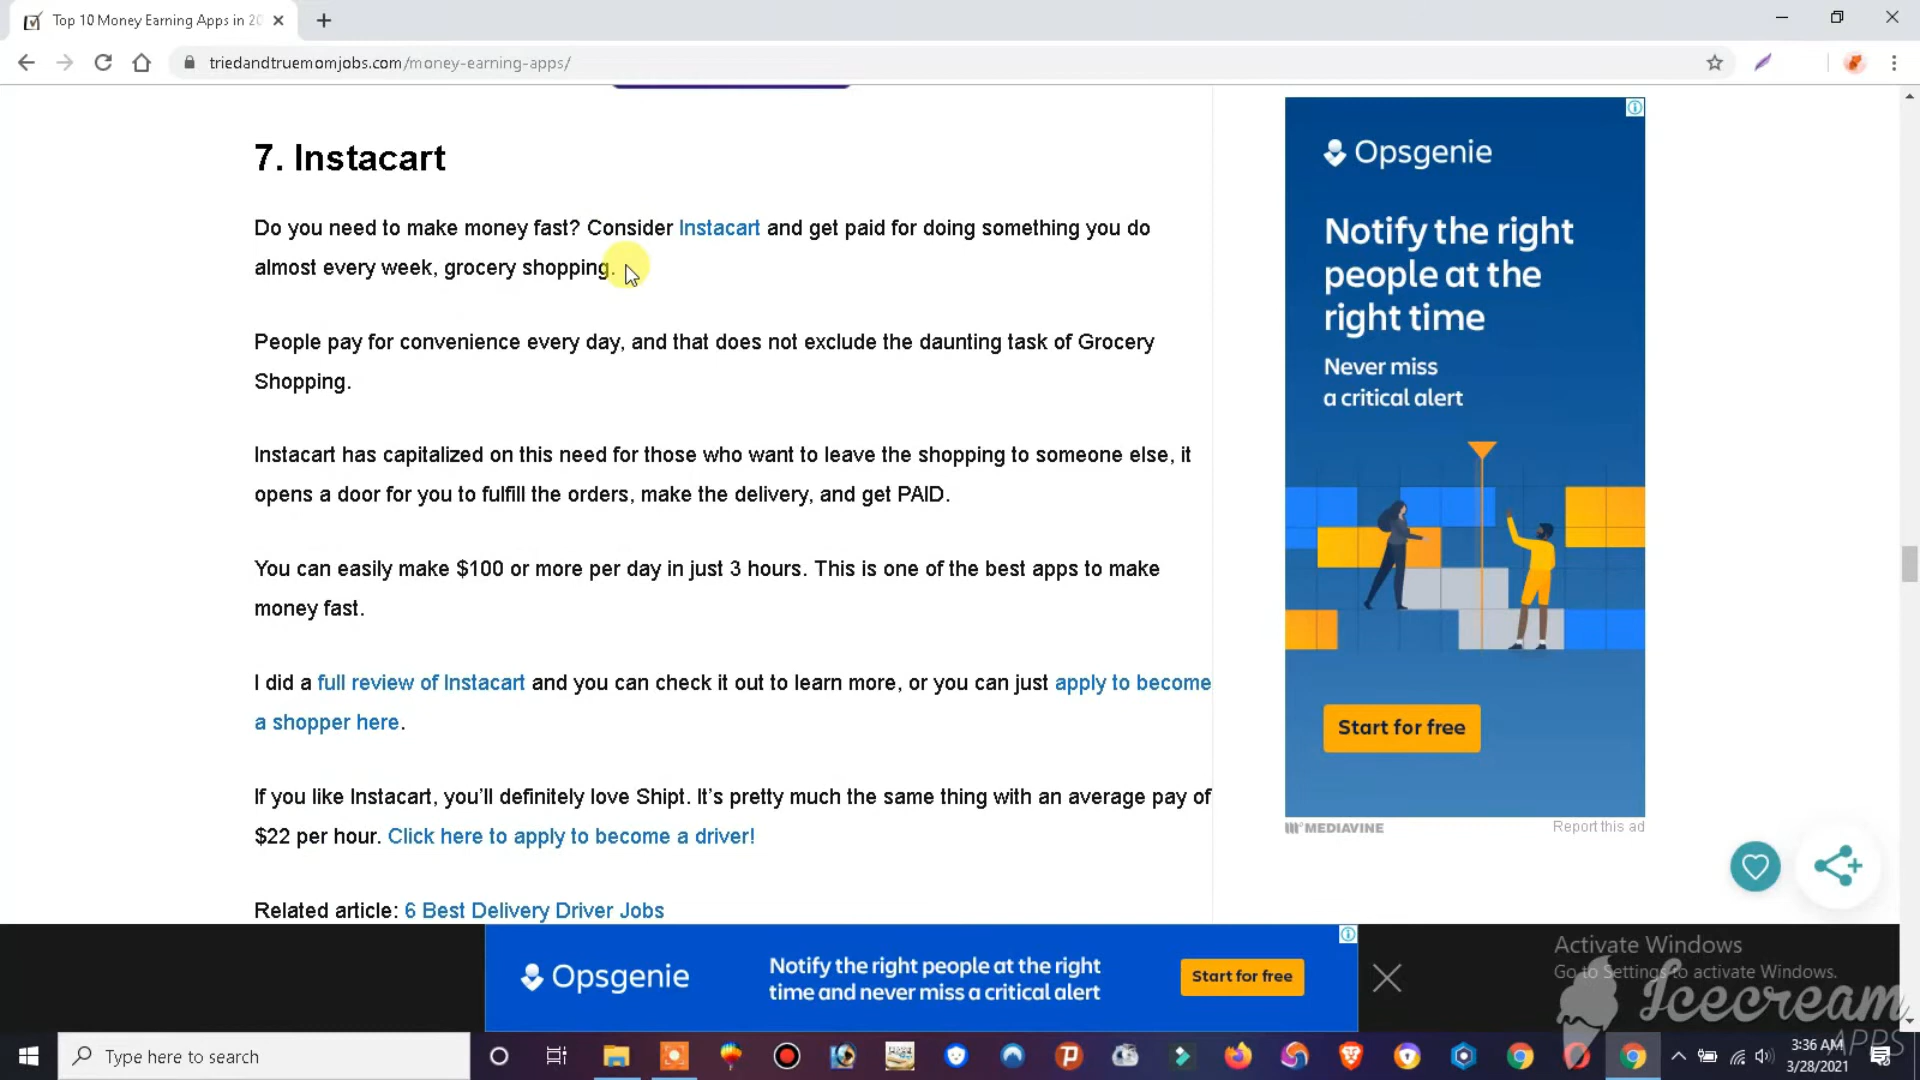 Top 10 Money Earning Apps in 20
triedandtruemomjobs.com/money-earning-apps/
7. Instacart
Do you need to make money fast? Consider Instacart and get paid for doing something you do
almost every week, grocery shopping.
People pay for convenience every day, and that does not exclude the daunting task of Grocery
Shopping.
Instacart has capitalized on this need for those who want to leave the shopping to someone else, it
opens a door for you to fulfill the orders, make the delivery, and get PAID.
You can easily make $100 or more per day in just 3 hours. This is one of the best apps to make
money fast.
I did a full review of Instacart and you can check it out to learn more, or you can just apply to become
a shopper here.
If you like Instacart, you’ll definitely love Shipt. It’s pretty much the same thing with an average pay of
$22 per hour. Click here to apply to become a driver!
Related article: 6 Best Delivery Driver Jobs
Opsgenie
Notify the right
people at the
right time
Never miss
a critical alert
Start for free
MEDIAVINE
Report this ad
Opsgenie
Notify the right people at the right
time and never miss a critical alert
Start for free
Activate Windows
Go to Settings to activate Windows.
Icecream
APPS
Type here to search
3:36 AM
3/28/2021